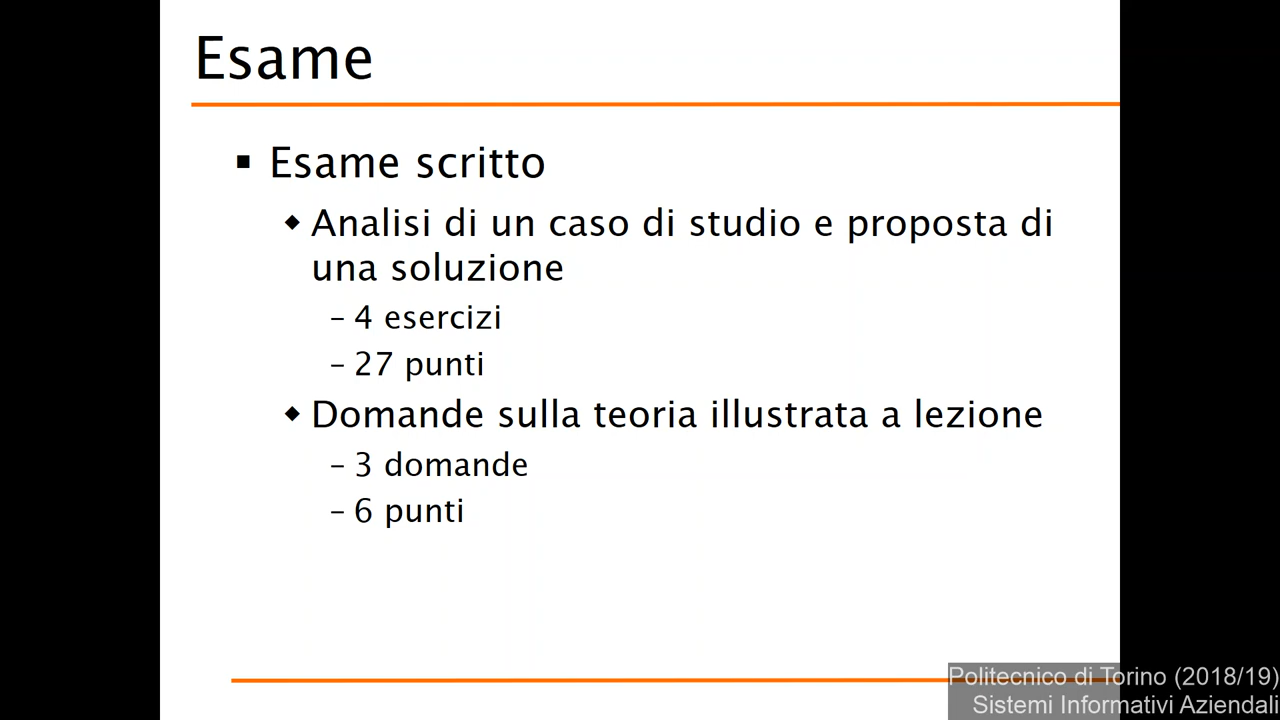 Esame
▪ Esame scritto
◆ Analisi di un caso di studio e proposta di
una soluzione
– 4 esercizi
– 27 punti
◆ Domande sulla teoria illustrata a lezione
– 3 domande
– 6 punti
Politecnico di Torino (2018/19)
Sistemi Informativi Aziendali